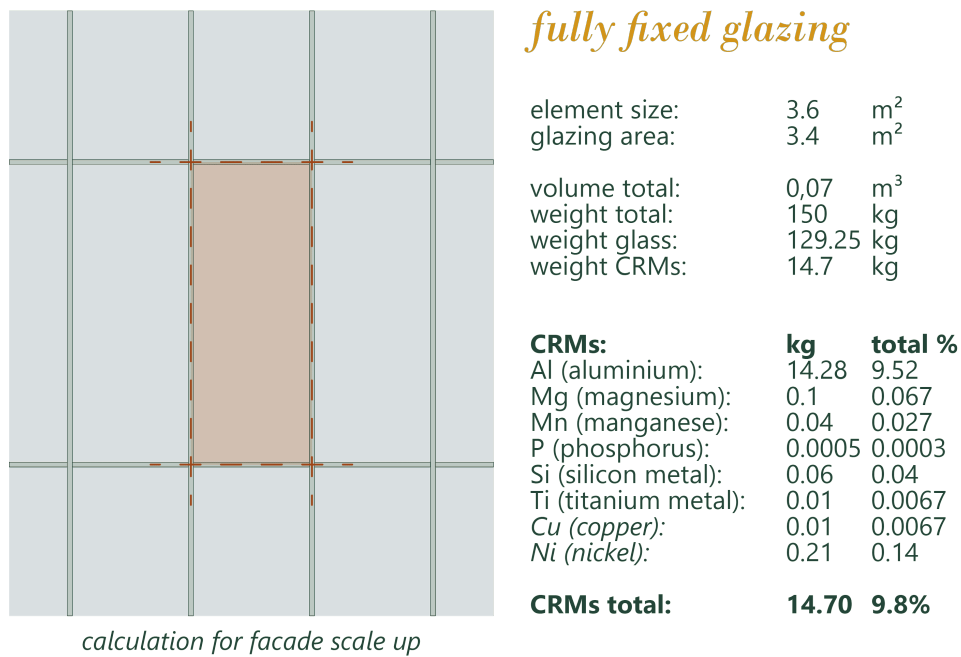 fully fixed glazing
element size: 3.6 m²
glazing area: 3.4 m²
volume total: 0,07 m³
weight total: 150 kg
weight glass: 129.25 kg
weight CRMs: 14.7 kg
CRMs: kg total %
Al (aluminium): 14.28 9.52
Mg (magnesium): 0.1 0.067
Mn (manganese): 0.04 0.027
P (phosphorus): 0.0005 0.0003
Si (silicon metal): 0.06 0.04
Ti (titanium metal): 0.01 0.0067
Cu (copper): 0.01 0.0067
Ni (nickel): 0.21 0.14
CRMs total: 14.70 9.8%
calculation for facade scale up